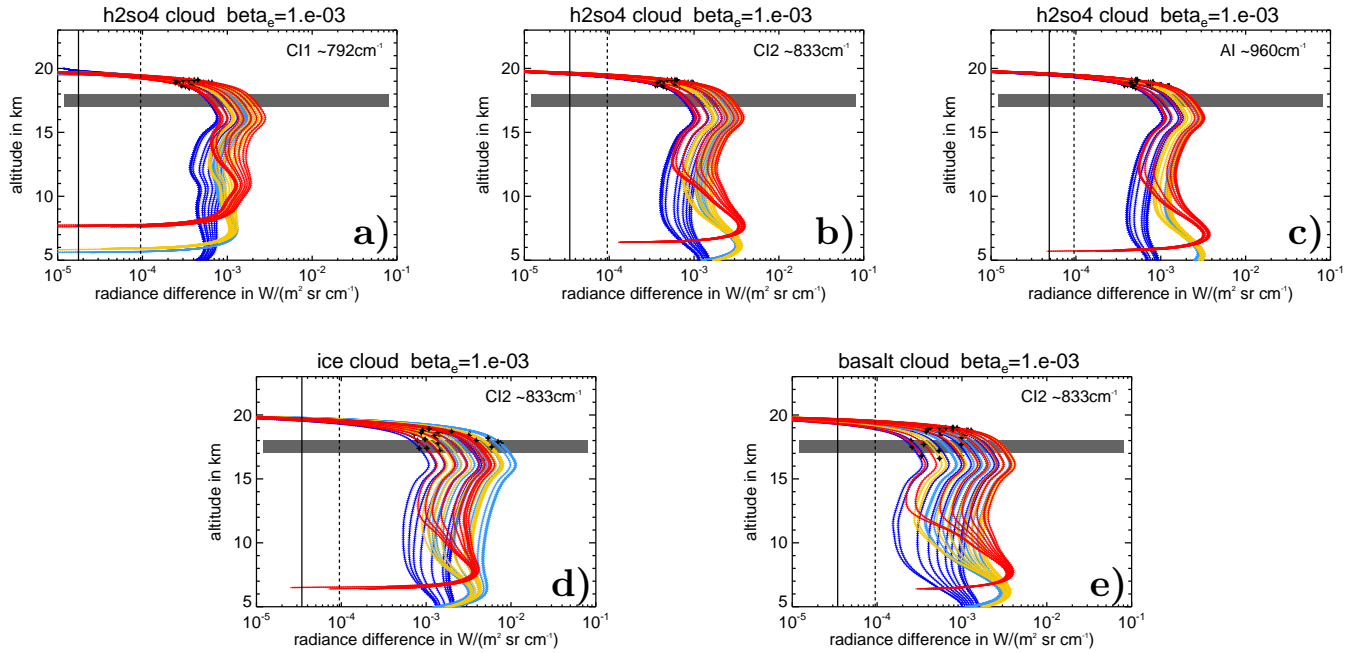 h2so4 cloud beta_e=1.e-03
CI1 ~792cm⁻¹
altitude in km
20
15
10
5
a)
10⁻⁵ 10⁻⁴ 10⁻³ 10⁻² 10⁻¹
radiance difference in W/(m² sr cm⁻¹)
h2so4 cloud beta_e=1.e-03
CI2 ~833cm⁻¹
altitude in km
20
15
10
5
b)
10⁻⁵ 10⁻⁴ 10⁻³ 10⁻² 10⁻¹
radiance difference in W/(m² sr cm⁻¹)
h2so4 cloud beta_e=1.e-03
AI ~960cm⁻¹
altitude in km
20
15
10
5
c)
10⁻⁵ 10⁻⁴ 10⁻³ 10⁻² 10⁻¹
radiance difference in W/(m² sr cm⁻¹)
ice cloud beta_e=1.e-03
CI2 ~833cm⁻¹
altitude in km
20
15
10
5
d)
10⁻⁵ 10⁻⁴ 10⁻³ 10⁻² 10⁻¹
radiance difference in W/(m² sr cm⁻¹)
basalt cloud beta_e=1.e-03
CI2 ~833cm⁻¹
altitude in km
20
15
10
5
e)
10⁻⁵ 10⁻⁴ 10⁻³ 10⁻² 10⁻¹
radiance difference in W/(m² sr cm⁻¹)